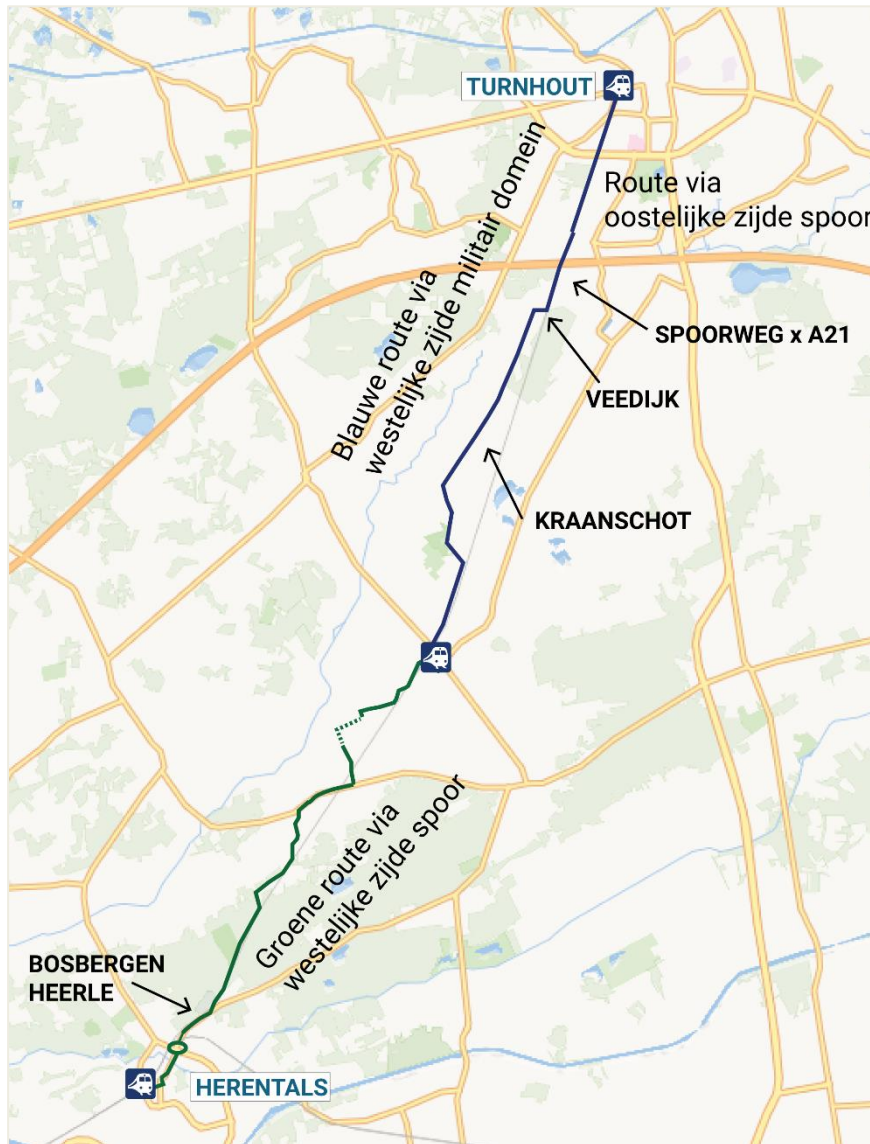 TURNHOUT
Route via
oostelijke zijde spoor
Blauwe route via
westelijke zijde militair domein
SPOORWEG x A21
VEEDIJK
KRAANSCHOT
Groene route via
westelijke zijde spoor
BOSBERGEN
HEERLE
HERENTALS